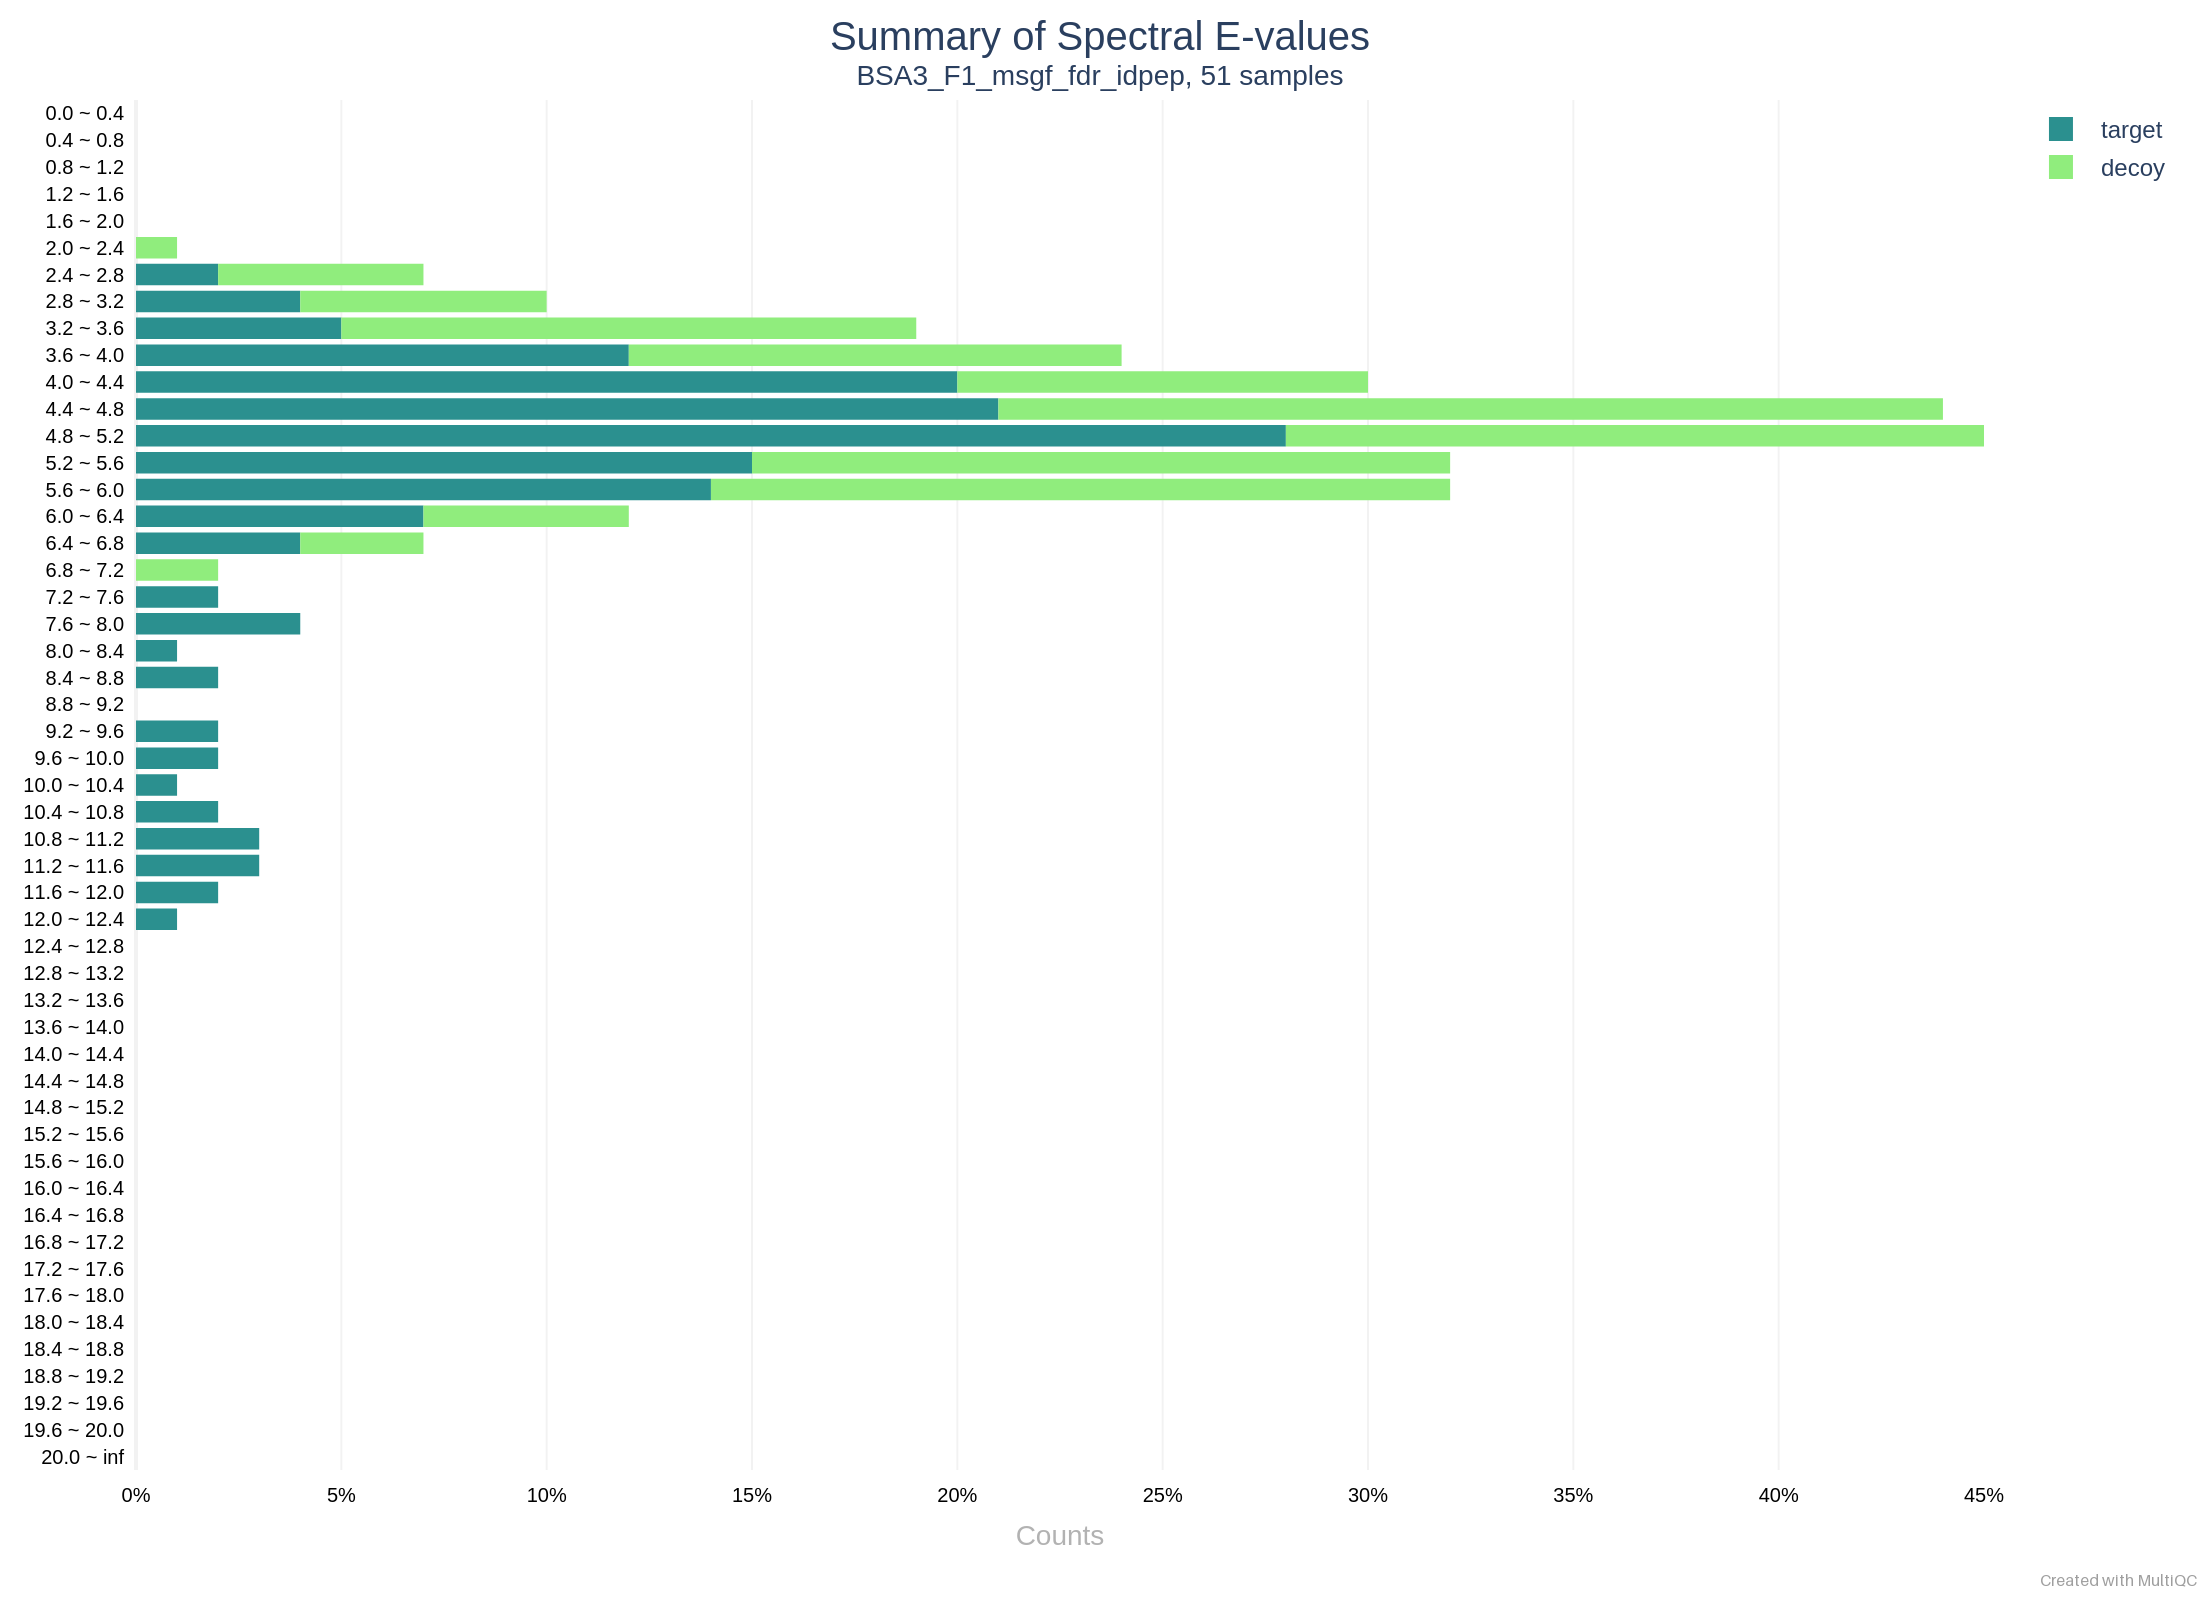 Summary of Spectral E-values
BSA3_F1_msgf_fdr_idpep, 51 samples
target
decoy
0.0 ~ 0.4
0.4 ~ 0.8
0.8 ~ 1.2
1.2 ~ 1.6
1.6 ~ 2.0
2.0 ~ 2.4
2.4 ~ 2.8
2.8 ~ 3.2
3.2 ~ 3.6
3.6 ~ 4.0
4.0 ~ 4.4
4.4 ~ 4.8
4.8 ~ 5.2
5.2 ~ 5.6
5.6 ~ 6.0
6.0 ~ 6.4
6.4 ~ 6.8
6.8 ~ 7.2
7.2 ~ 7.6
7.6 ~ 8.0
8.0 ~ 8.4
8.4 ~ 8.8
8.8 ~ 9.2
9.2 ~ 9.6
9.6 ~ 10.0
10.0 ~ 10.4
10.4 ~ 10.8
10.8 ~ 11.2
11.2 ~ 11.6
11.6 ~ 12.0
12.0 ~ 12.4
12.4 ~ 12.8
12.8 ~ 13.2
13.2 ~ 13.6
13.6 ~ 14.0
14.0 ~ 14.4
14.4 ~ 14.8
14.8 ~ 15.2
15.2 ~ 15.6
15.6 ~ 16.0
16.0 ~ 16.4
16.4 ~ 16.8
16.8 ~ 17.2
17.2 ~ 17.6
17.6 ~ 18.0
18.0 ~ 18.4
18.4 ~ 18.8
18.8 ~ 19.2
19.2 ~ 19.6
19.6 ~ 20.0
20.0 ~ inf
0% 5% 10% 15% 20% 25% 30% 35% 40% 45%
Counts
Created with MultiQC